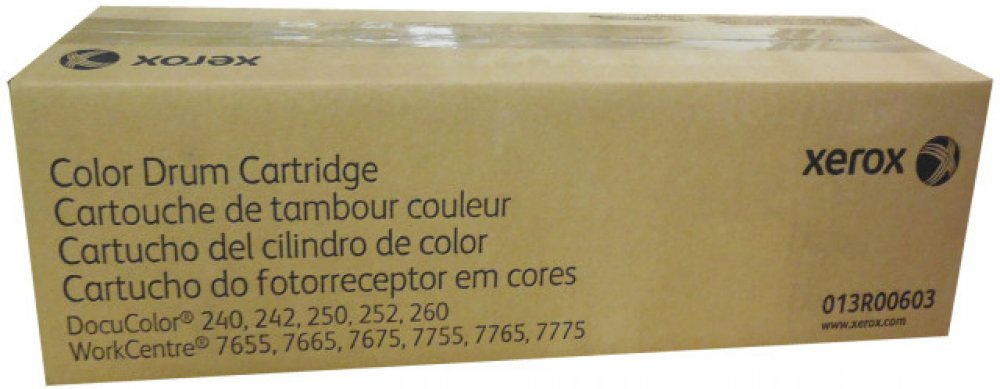 xerox
Color Drum Cartridge
Cartouche de tambour couleur
Cartucho del cilindro de color
Cartucho do fotorreceptor em cores
DocuColor® 240, 242, 250, 252, 260
WorkCentre® 7655, 7665, 7675, 7755, 7765, 7775
xerox
013R00603
www.xerox.com